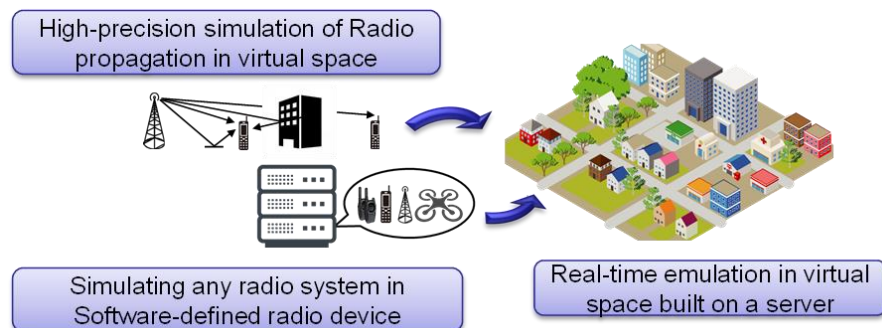 High-precision simulation of Radio
propagation in virtual space
Simulating any radio system in
Software-defined radio device
Real-time emulation in virtual
space built on a server